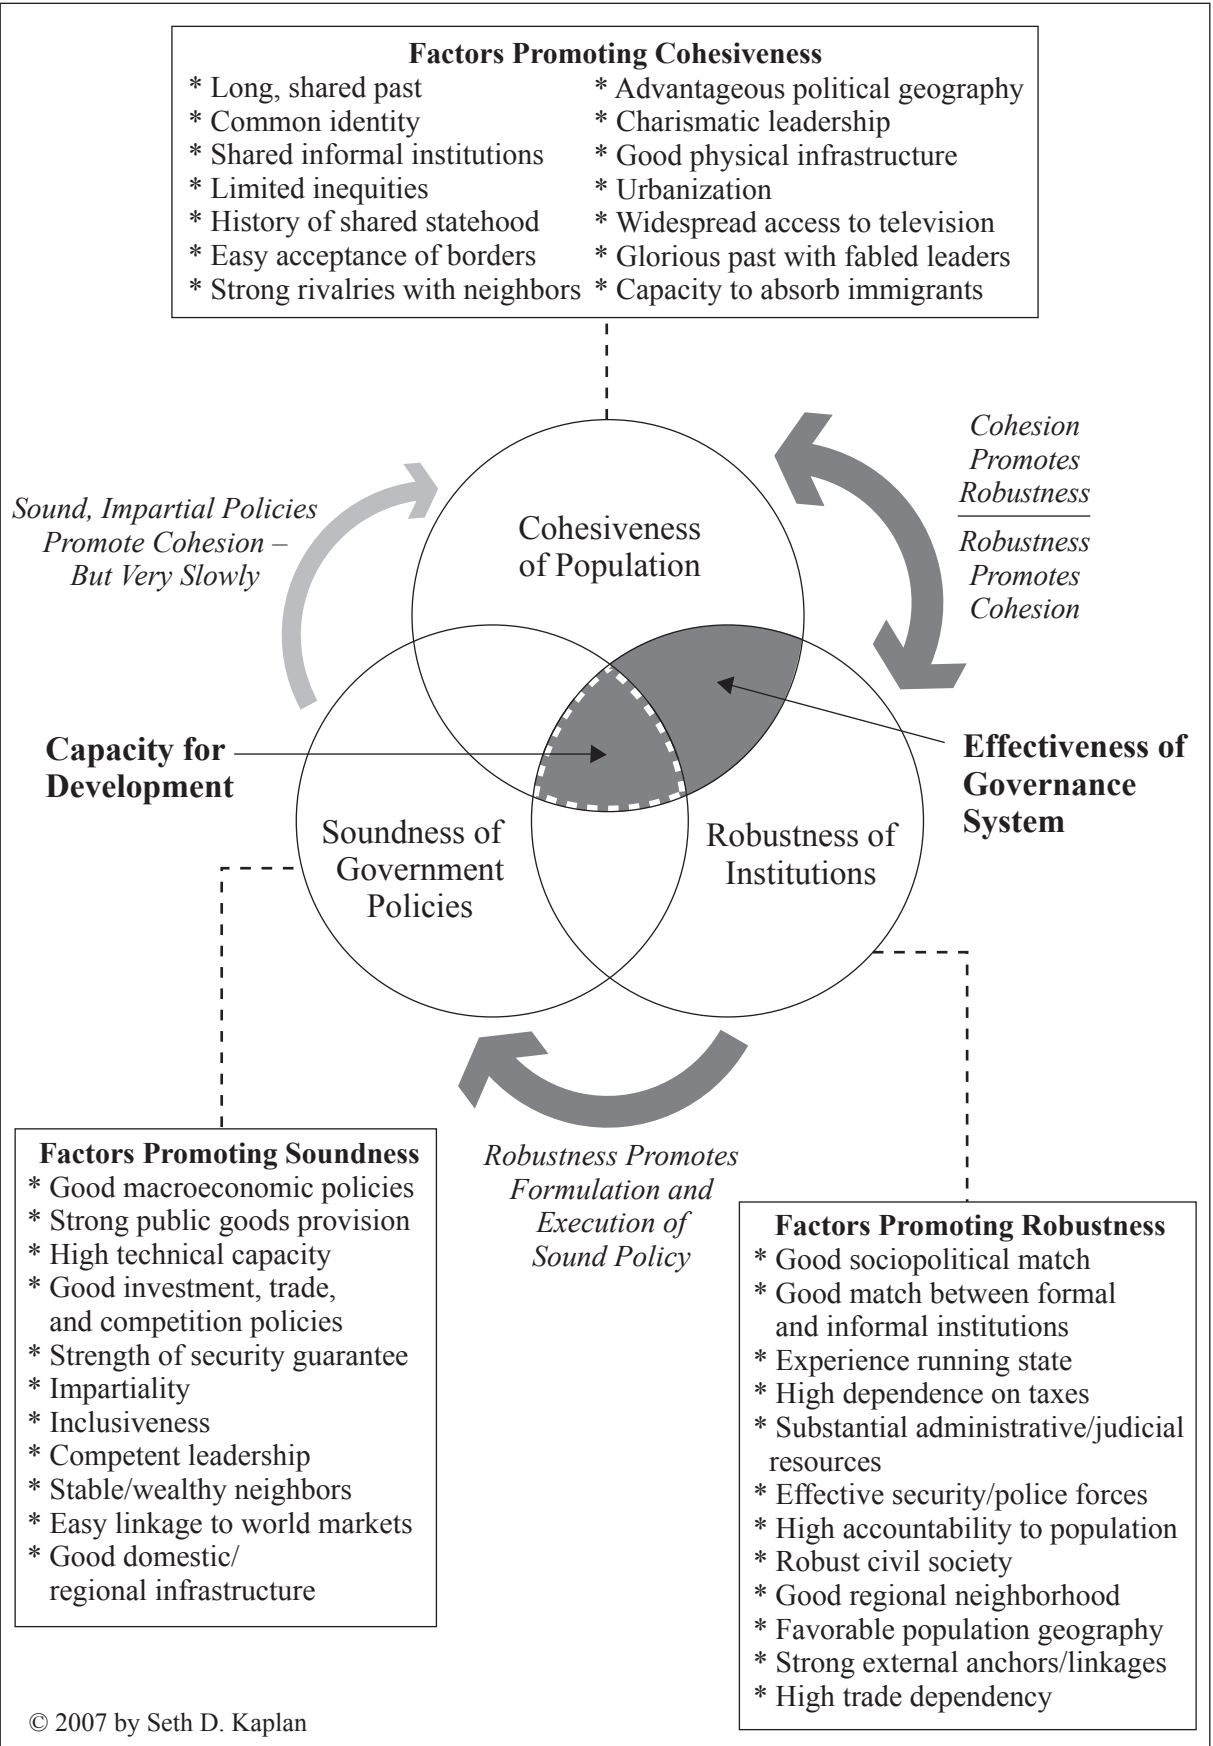 Factors Promoting Cohesiveness
* Long, shared past
* Common identity
* Shared informal institutions
* Limited inequities
* History of shared statehood
* Easy acceptance of borders
* Strong rivalries with neighbors
* Advantageous political geography
* Charismatic leadership
* Good physical infrastructure
* Urbanization
* Widespread access to television
* Glorious past with fabled leaders
* Capacity to absorb immigrants
Sound, Impartial Policies
Promote Cohesion –
But Very Slowly
Cohesiveness
of Population
Cohesion
Promotes
Robustness
Robustness
Promotes
Cohesion
Capacity for
Development
Effectiveness of
Governance
System
Soundness of
Government
Policies
Robustness of
Institutions
Robustness Promotes
Formulation and
Execution of
Sound Policy
Factors Promoting Soundness
* Good macroeconomic policies
* Strong public goods provision
* High technical capacity
* Good investment, trade,
and competition policies
* Strength of security guarantee
* Impartiality
* Inclusiveness
* Competent leadership
* Stable/wealthy neighbors
* Easy linkage to world markets
* Good domestic/
regional infrastructure
Factors Promoting Robustness
* Good sociopolitical match
* Good match between formal
and informal institutions
* Experience running state
* High dependence on taxes
* Substantial administrative/judicial
resources
* Effective security/police forces
* High accountability to population
* Robust civil society
* Good regional neighborhood
* Favorable population geography
* Strong external anchors/linkages
* High trade dependency
© 2007 by Seth D. Kaplan